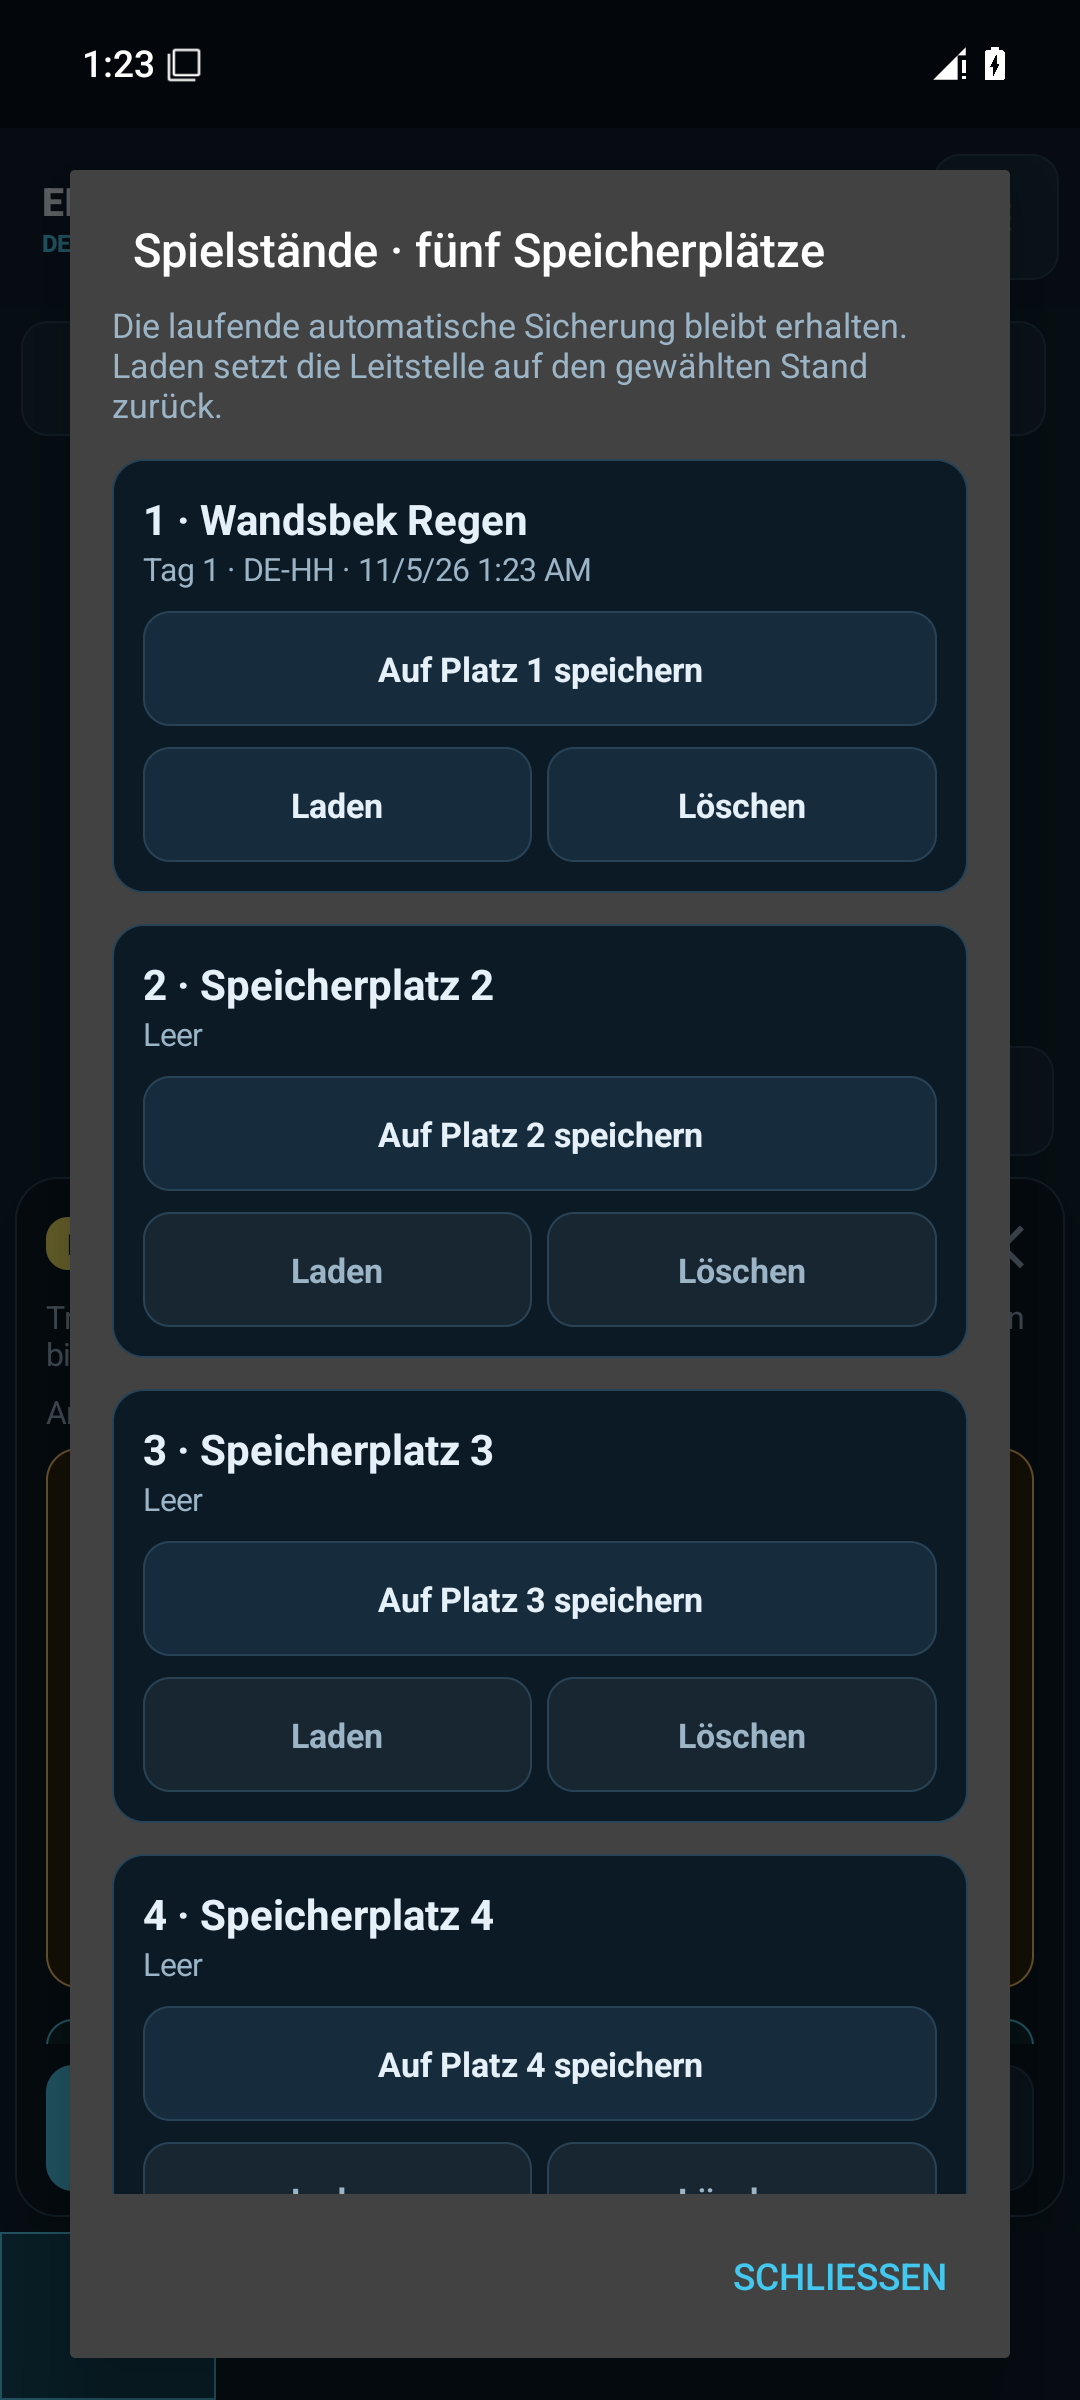 1:23
Spielstände · fünf Speicherplätze
Die laufende automatische Sicherung bleibt erhalten.
Laden setzt die Leitstelle auf den gewählten Stand
zurück.
1 · Wandsbek Regen
Tag 1 · DE-HH · 11/5/26 1:23 AM
Auf Platz 1 speichern
Laden Löschen
2 · Speicherplatz 2
Leer
Auf Platz 2 speichern
Laden Löschen
3 · Speicherplatz 3
Leer
Auf Platz 3 speichern
Laden Löschen
4 · Speicherplatz 4
Leer
Auf Platz 4 speichern
SCHLIESSEN